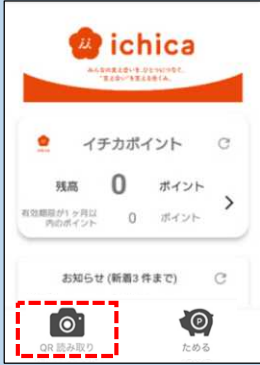 ichica
みんなの支え合いを、ひとつにつなぐ。
"支え合い"を支える仕くみ。
ichica
イチカポイント
残高 0 ポイント
有効期限が1ヶ月以
内のポイント 0 ポイント
お知らせ (新着3件まで)
P
QR 読み取り ためる